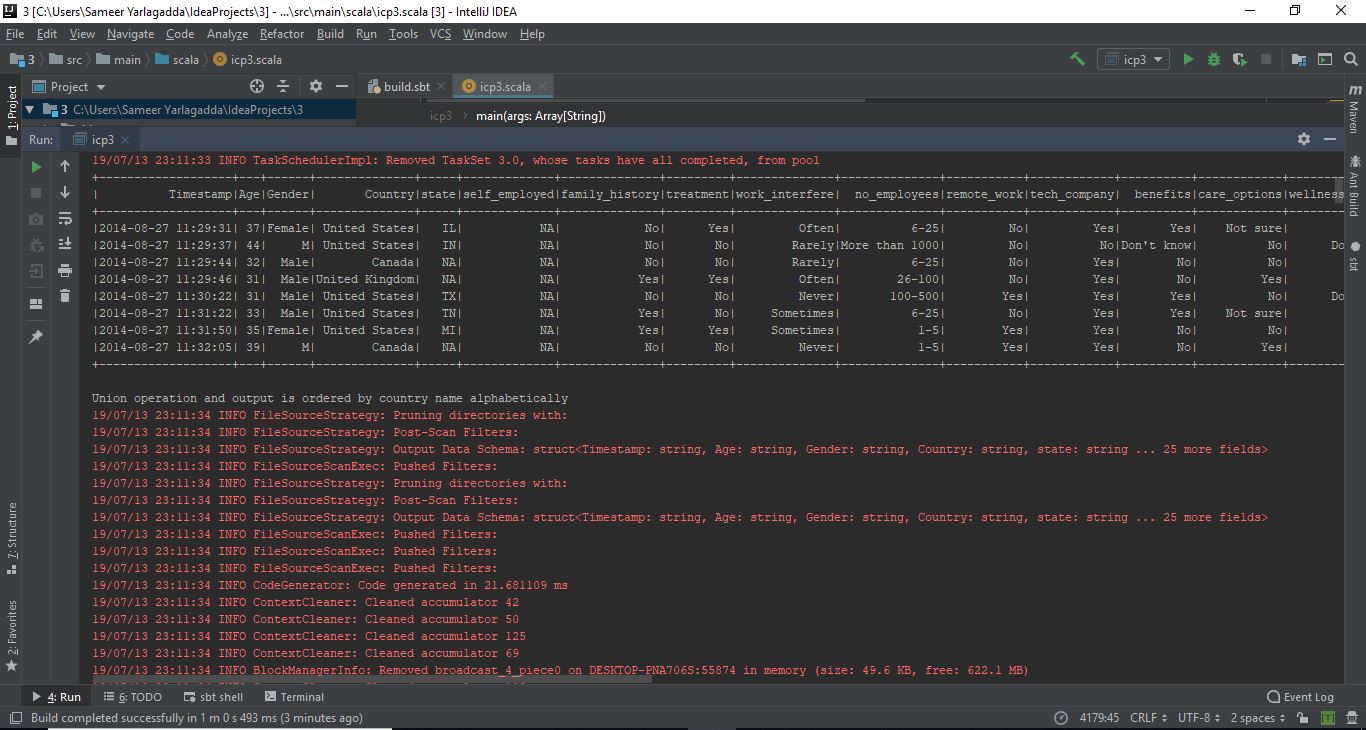 3 [C:\Users\Sameer Yarlagadda\IdeaProjects\3] - ...\src\main\scala\icp3.scala [3] - IntelliJ IDEA
File Edit View Navigate Code Analyze Refactor Build Run Tools VCS Window Help
3 src main scala icp3.scala icp3
Project build.sbt icp3.scala
3 C:\Users\Sameer Yarlagadda\IdeaProjects\3
icp3 main(args: Array[String])
Run: icp3
1: Project
7: Structure
2: Favorites
Maven
Ant Build
sbt
19/07/13 23:11:33 INFO TaskSchedulerImpl: Removed TaskSet 3.0, whose tasks have all completed, from pool
| Timestamp|Age|Gender| Country|state|self_employed|family_history|treatment|work_interfere| no_employees|remote_work|tech_company| benefits|care_options|wellness
|2014-08-27 11:29:31| 37|Female| United States| IL| NA| No| Yes| Often| 6-25| No| Yes| Yes| Not sure|
|2014-08-27 11:29:37| 44| M| United States| IN| NA| No| No| Rarely|More than 1000| No| No|Don't know| No| Do
|2014-08-27 11:29:44| 32| Male| Canada| NA| NA| No| No| Rarely| 6-25| No| Yes| No| No|
|2014-08-27 11:29:46| 31| Male|United Kingdom| NA| NA| Yes| Yes| Often| 26-100| No| Yes| No| Yes|
|2014-08-27 11:30:22| 31| Male| United States| TX| NA| No| No| Never| 100-500| Yes| Yes| Yes| No| Do
|2014-08-27 11:31:22| 33| Male| United States| TN| NA| Yes| No| Sometimes| 6-25| No| Yes| Yes| Not sure|
|2014-08-27 11:31:50| 35|Female| United States| MI| NA| Yes| Yes| Sometimes| 1-5| Yes| Yes| No| No|
|2014-08-27 11:32:05| 39| M| Canada| NA| NA| No| No| Never| 1-5| Yes| Yes| No| Yes|
Union operation and output is ordered by country name alphabetically
19/07/13 23:11:34 INFO FileSourceStrategy: Pruning directories with:
19/07/13 23:11:34 INFO FileSourceStrategy: Post-Scan Filters:
19/07/13 23:11:34 INFO FileSourceStrategy: Output Data Schema: struct<Timestamp: string, Age: string, Gender: string, Country: string, state: string ... 25 more fields>
19/07/13 23:11:34 INFO FileSourceScanExec: Pushed Filters:
19/07/13 23:11:34 INFO FileSourceStrategy: Pruning directories with:
19/07/13 23:11:34 INFO FileSourceStrategy: Post-Scan Filters:
19/07/13 23:11:34 INFO FileSourceStrategy: Output Data Schema: struct<Timestamp: string, Age: string, Gender: string, Country: string, state: string ... 25 more fields>
19/07/13 23:11:34 INFO FileSourceScanExec: Pushed Filters:
19/07/13 23:11:34 INFO FileSourceScanExec: Pushed Filters:
19/07/13 23:11:34 INFO FileSourceScanExec: Pushed Filters:
19/07/13 23:11:34 INFO CodeGenerator: Code generated in 21.681109 ms
19/07/13 23:11:34 INFO ContextCleaner: Cleaned accumulator 42
19/07/13 23:11:34 INFO ContextCleaner: Cleaned accumulator 50
19/07/13 23:11:34 INFO ContextCleaner: Cleaned accumulator 125
19/07/13 23:11:34 INFO ContextCleaner: Cleaned accumulator 69
19/07/13 23:11:34 INFO BlockManagerInfo: Removed broadcast_4_piece0 on DESKTOP-PNA706S:55874 in memory (size: 49.6 KB, free: 622.1 MB)
4: Run 6: TODO sbt shell Terminal Event Log
Build completed successfully in 1 m 0 s 493 ms (3 minutes ago) 4179:45 CRLF UTF-8 2 spaces